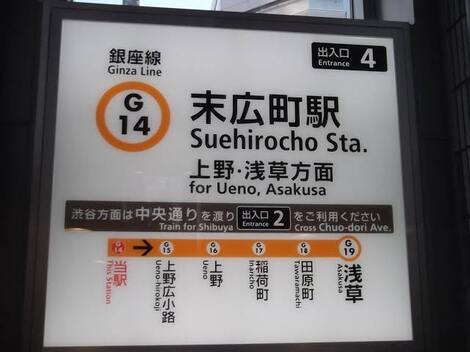 銀座線
Ginza Line
出入口 4
Entrance
G
14
末広町駅
Suehirocho Sta.
上野・浅草方面
for Ueno, Asakusa
渋谷方面は中央通りを渡り 出入口 2 をご利用ください
Train for Shibuya Entrance Cross Chuo-dori Ave.
G 14
当駅
This Station
G 15
上野広小路
Ueno-hirokoji
G 16
上野
Ueno
G 17
稲荷町
Inaricho
G 18
田原町
Tawaramachi
G 19
浅草
Asakusa